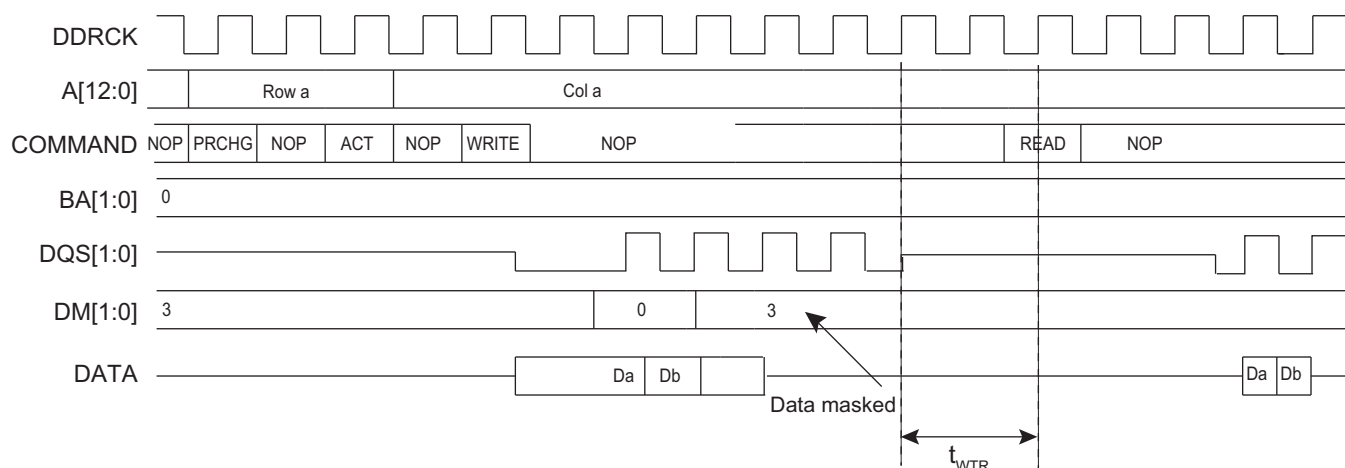 DDRCK
A[12:0] Row a Col a
COMMAND NOP PRCHG NOP ACT NOP WRITE NOP READ NOP
BA[1:0] 0
DQS[1:0]
DM[1:0] 3 0 3
DATA Da Db Da Db
Data masked
tWTR